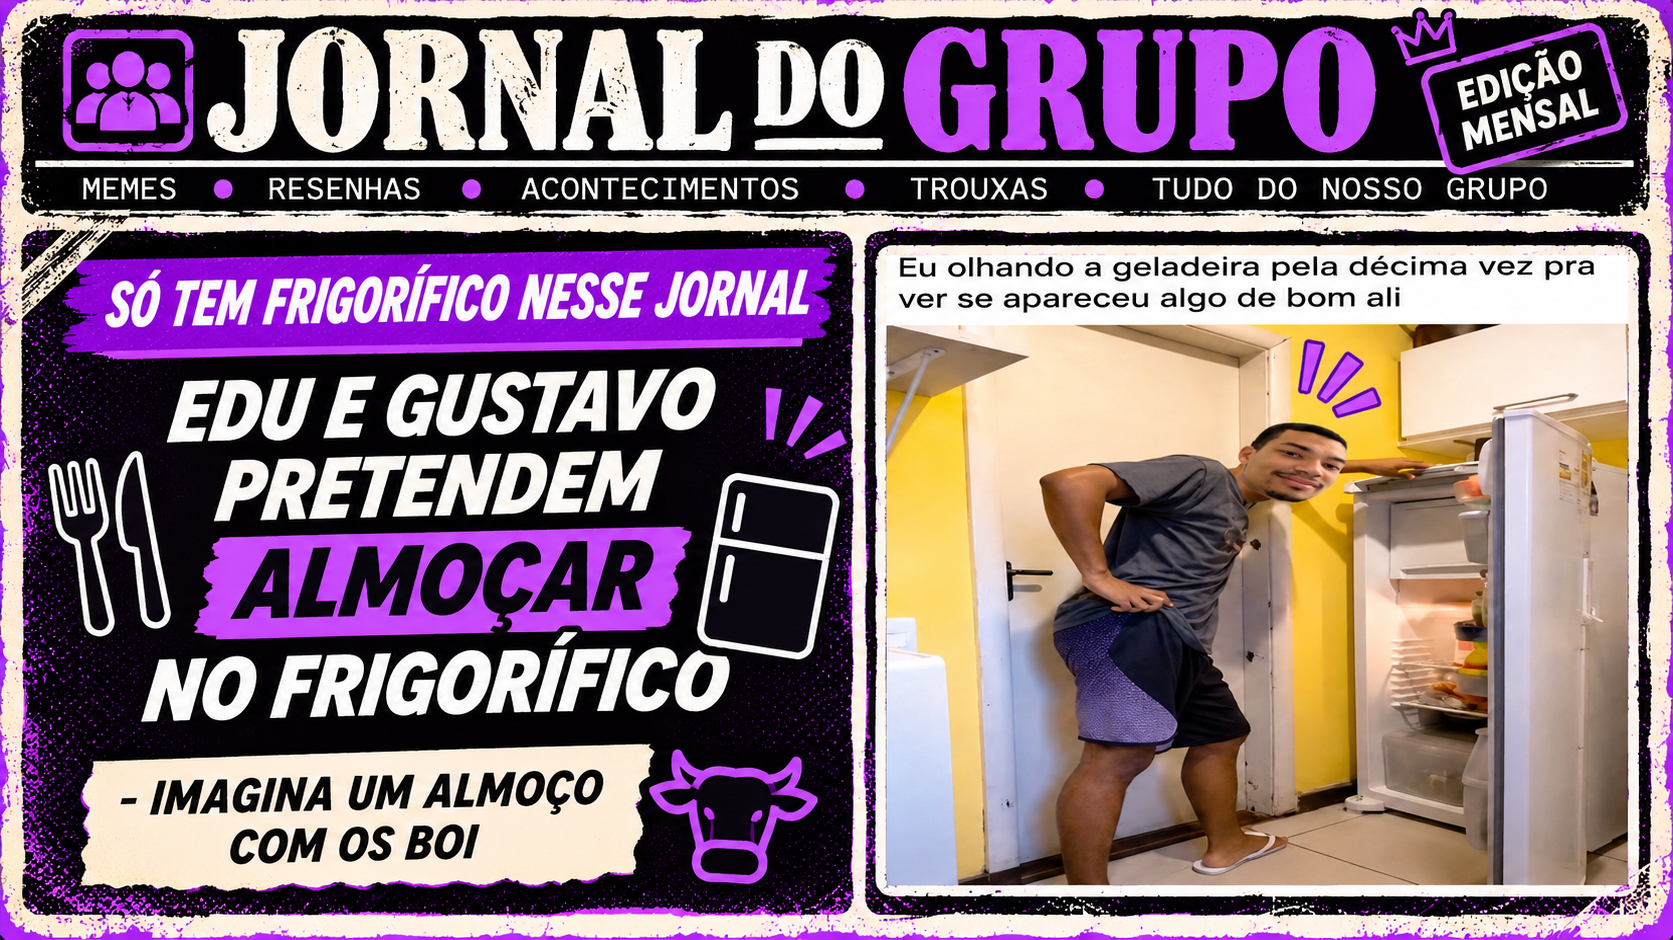 JORNAL DO GRUPO
EDIÇÃO
MENSAL
MEMES • RESENHAS • ACONTECIMENTOS • TROUXAS • TUDO DO NOSSO GRUPO
SÓ TEM FRIGORÍFICO NESSE JORNAL
EDU E GUSTAVO
PRETENDEM
ALMOÇAR
NO FRIGORÍFICO
- IMAGINA UM ALMOÇO
COM OS BOI
Eu olhando a geladeira pela décima vez pra
ver se apareceu algo de bom ali